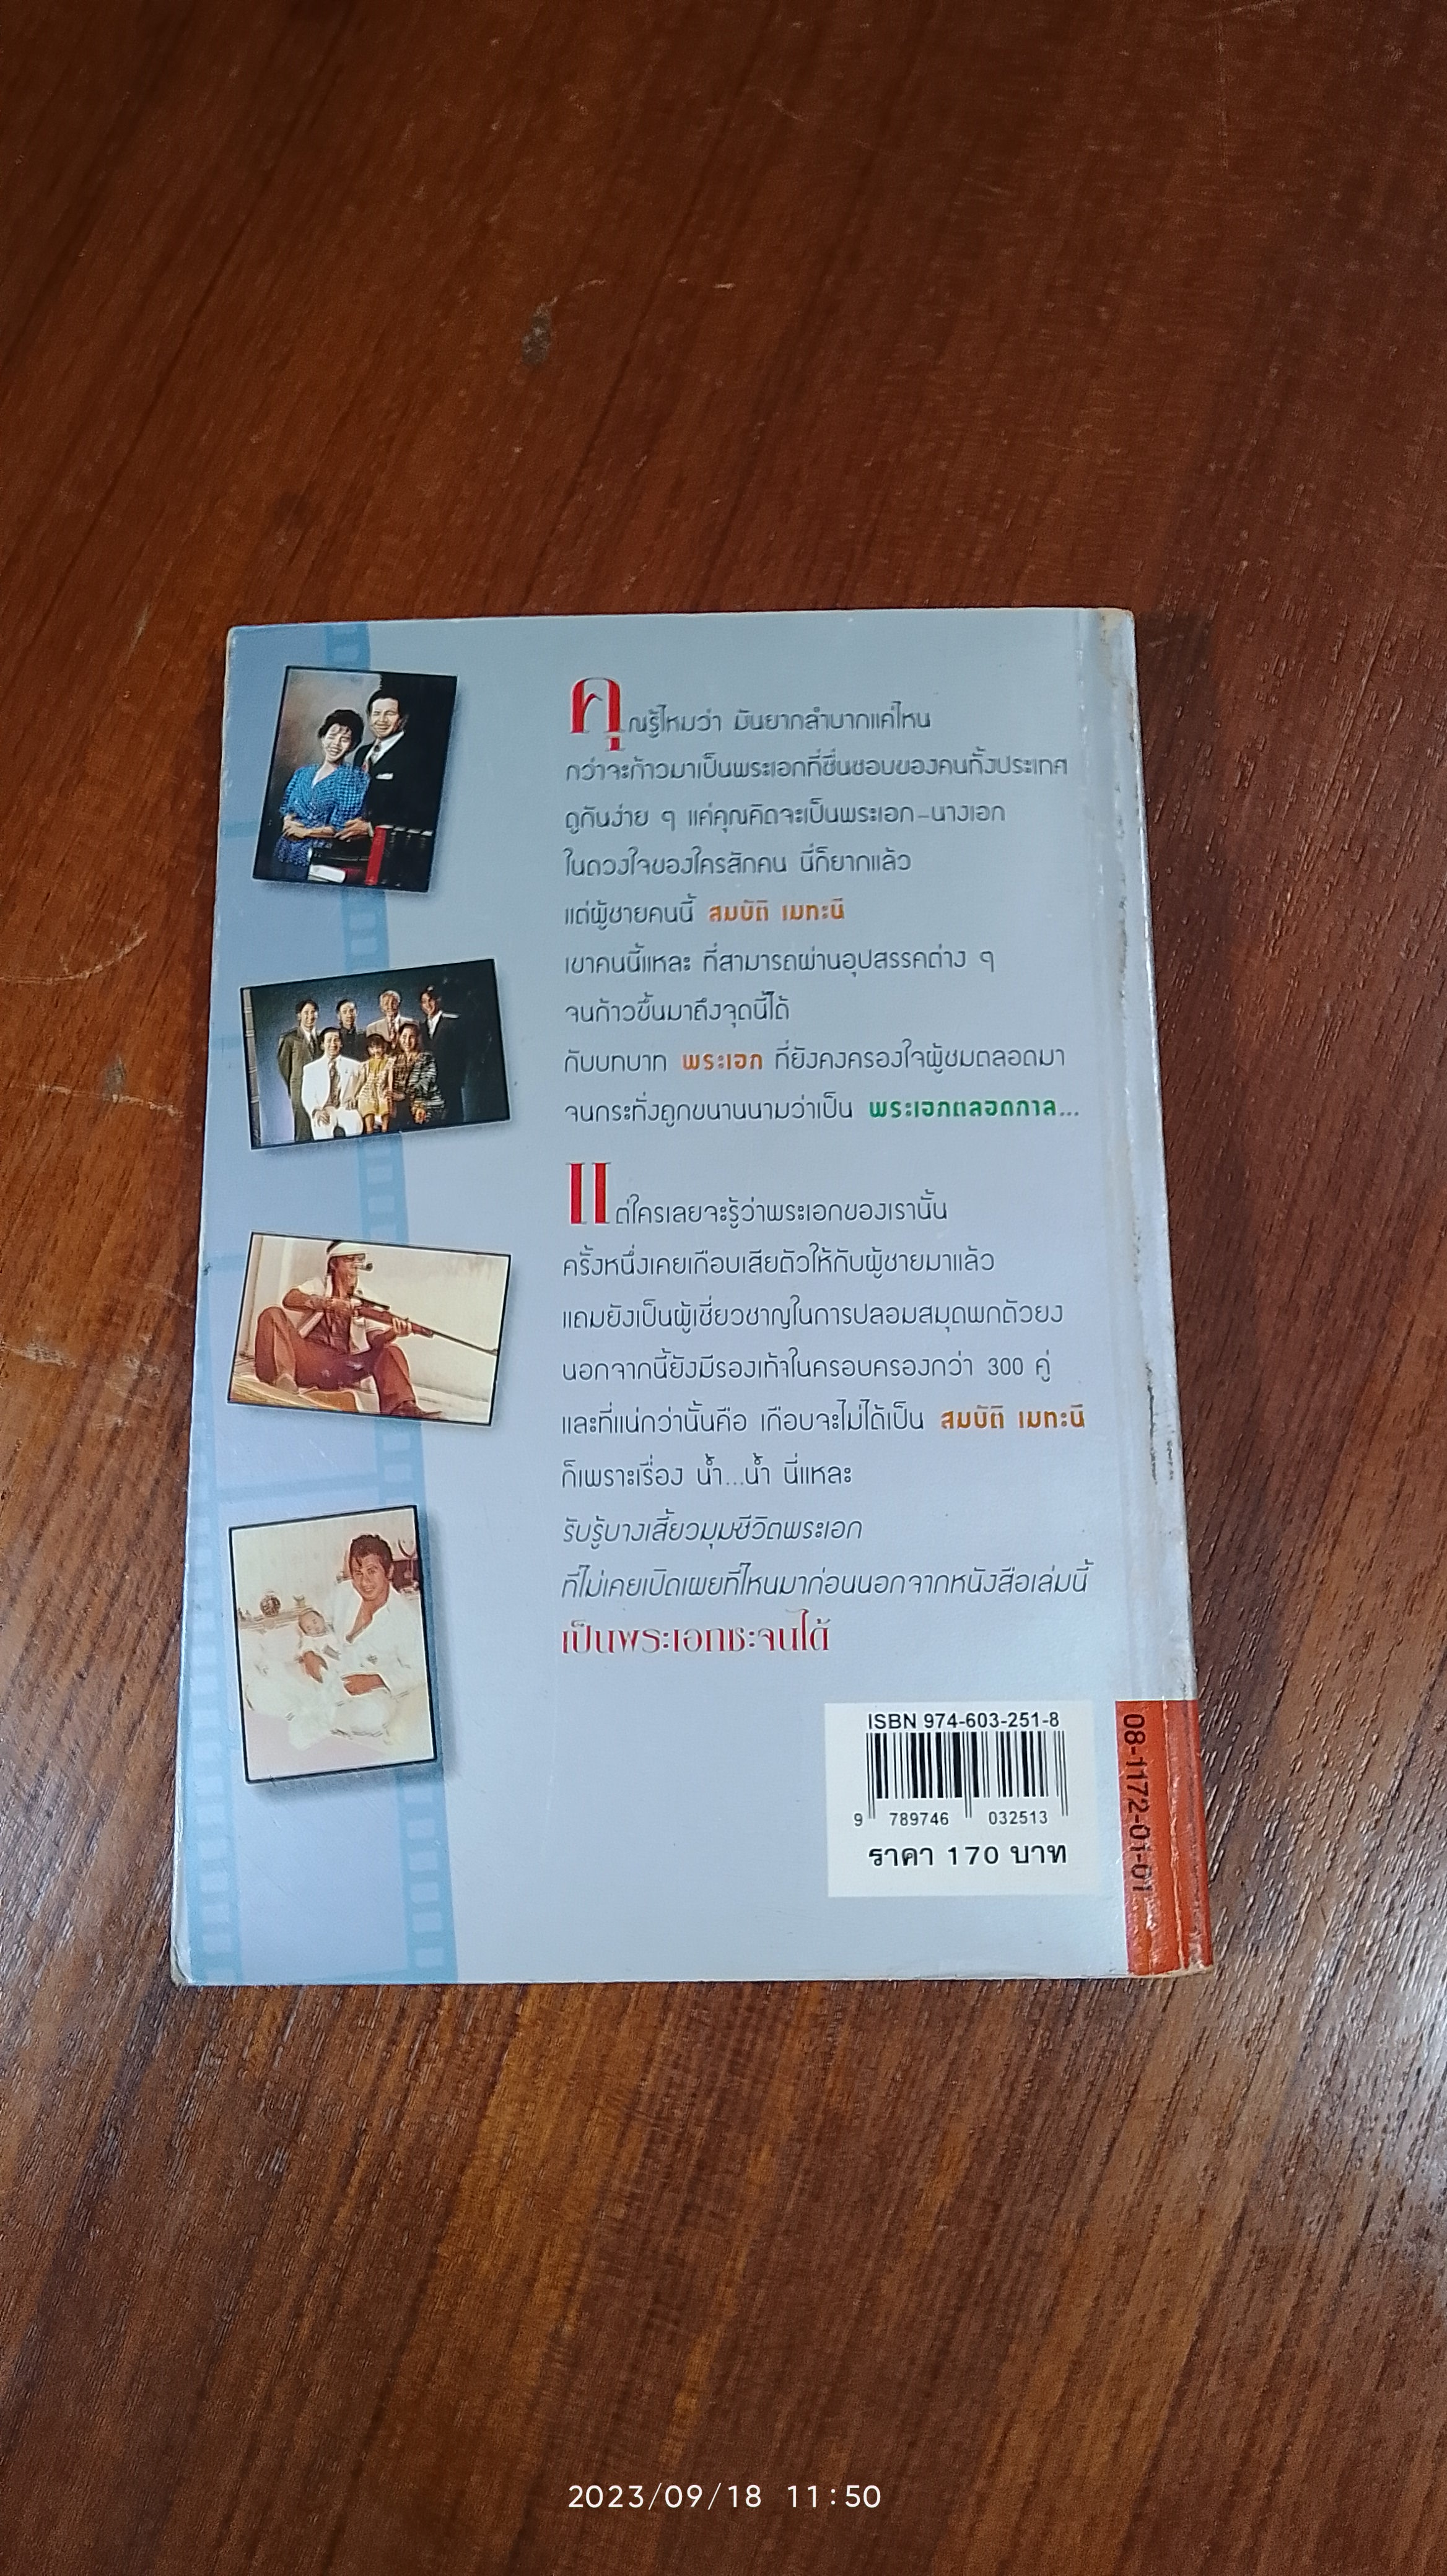 คุณรู้ไหมว่า มันยากลำบากแค่ไหน
กว่าจะก้าวมาเป็นพระเอกที่ชื่นชอบของคนทั้งประเทศ
ดูกันง่าย ๆ แค่คุณคิดจะเป็นพระเอก-นางเอก
ในดวงใจของใครสักคน นี่ก็ยากแล้ว
แต่ผู้ชายคนนี้ สมบัติ เมทะนี
เขาคนนี้แหละ ที่สามารถผ่านอุปสรรคต่าง ๆ
จนก้าวขึ้นมาถึงจุดนี้ได้
กับบทบาท พระเอก ที่ยังคงครองใจผู้ชมตลอดมา
จนกระทั่งถูกขนานนามว่าเป็น พระเอกตลอดกาล...
แต่ใครเลยจะรู้ว่าพระเอกของเรานั้น
ครั้งหนึ่งเคยเกือบเสียตัวให้กับผู้ชายมาแล้ว
แถมยังเป็นผู้เชี่ยวชาญในการปลอมสมุดพกตัวยง
นอกจากนี้ยังมีรองเท้าในครอบครองกว่า 300 คู่
และที่แน่กว่านั้นคือ เกือบจะไม่ได้เป็น สมบัติ เมทะนี
ก็เพราะเรื่อง น้ำ...น้ำ นี่แหละ
รับรู้บางเสี้ยวมุมชีวิตพระเอก
ที่ไม่เคยเปิดเผยที่ไหนมาก่อนนอกจากหนังสือเล่มนี้
เป็นพระเอกซะจนได้
ISBN 974-603-251-8
9 789746 032513
ราคา 170 บาท
08-1172-01-01
2023/09/18 11:50